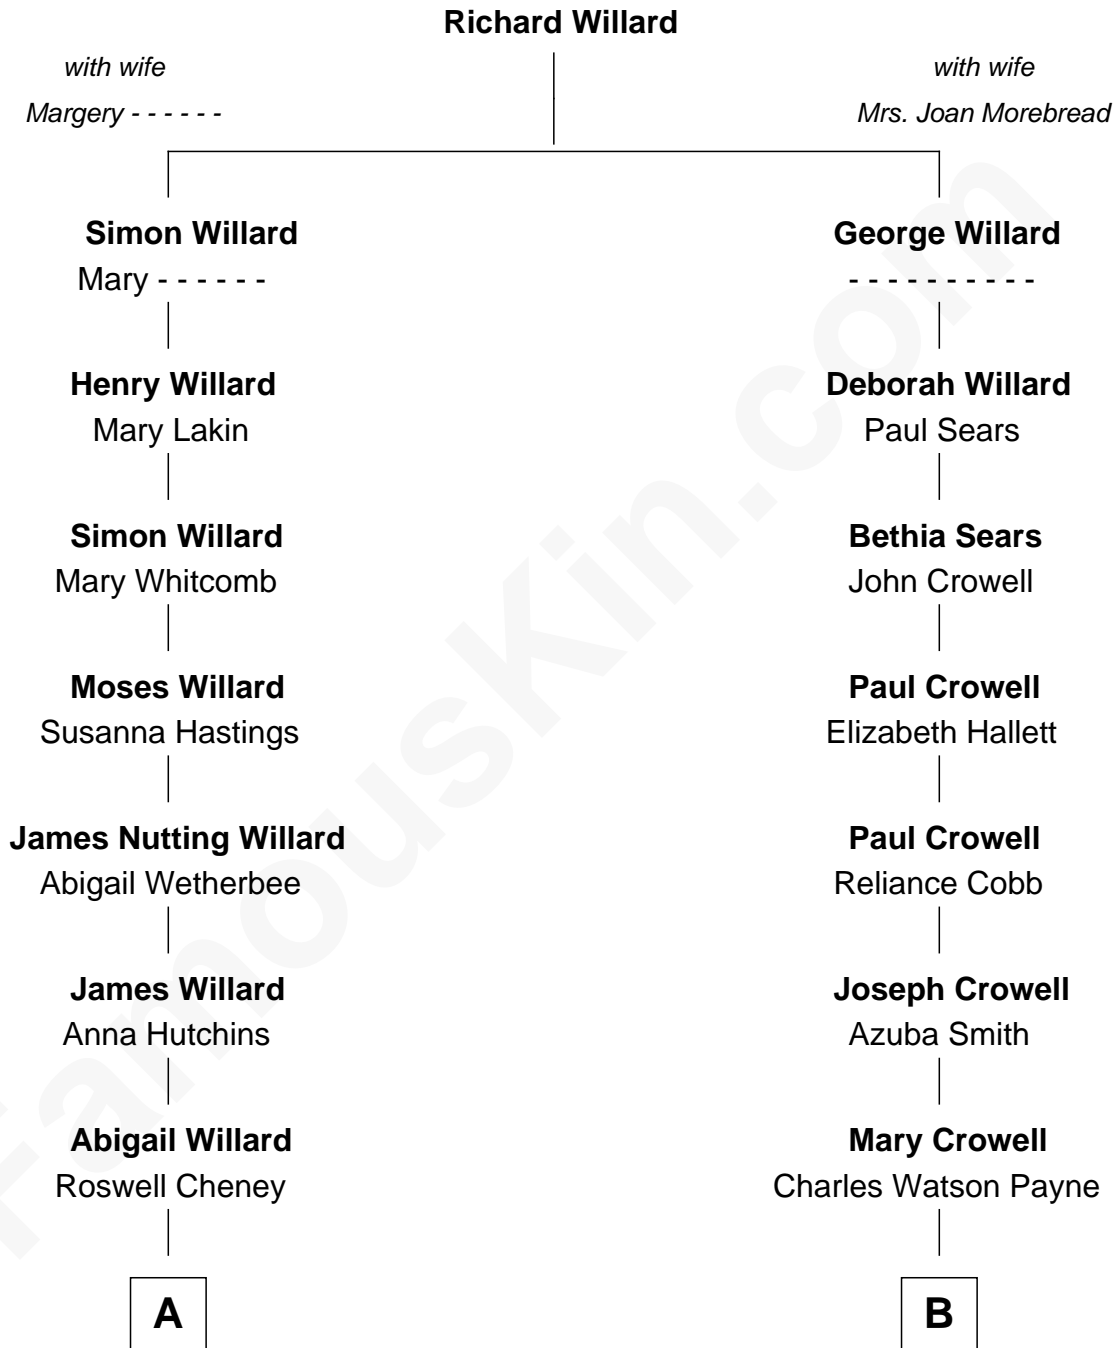 Richard Willard
with wife
Margery - - - - - -
with wife
Mrs. Joan Morebread
Simon Willard
Mary - - - - - -
George Willard
- - - - - - - - - -
Henry Willard
Mary Lakin
Deborah Willard
Paul Sears
Simon Willard
Mary Whitcomb
Bethia Sears
John Crowell
Moses Willard
Susanna Hastings
Paul Crowell
Elizabeth Hallett
James Nutting Willard
Abigail Wetherbee
Paul Crowell
Reliance Cobb
James Willard
Anna Hutchins
Joseph Crowell
Azuba Smith
Abigail Willard
Roswell Cheney
Mary Crowell
Charles Watson Payne
A
B
FamousKin.com